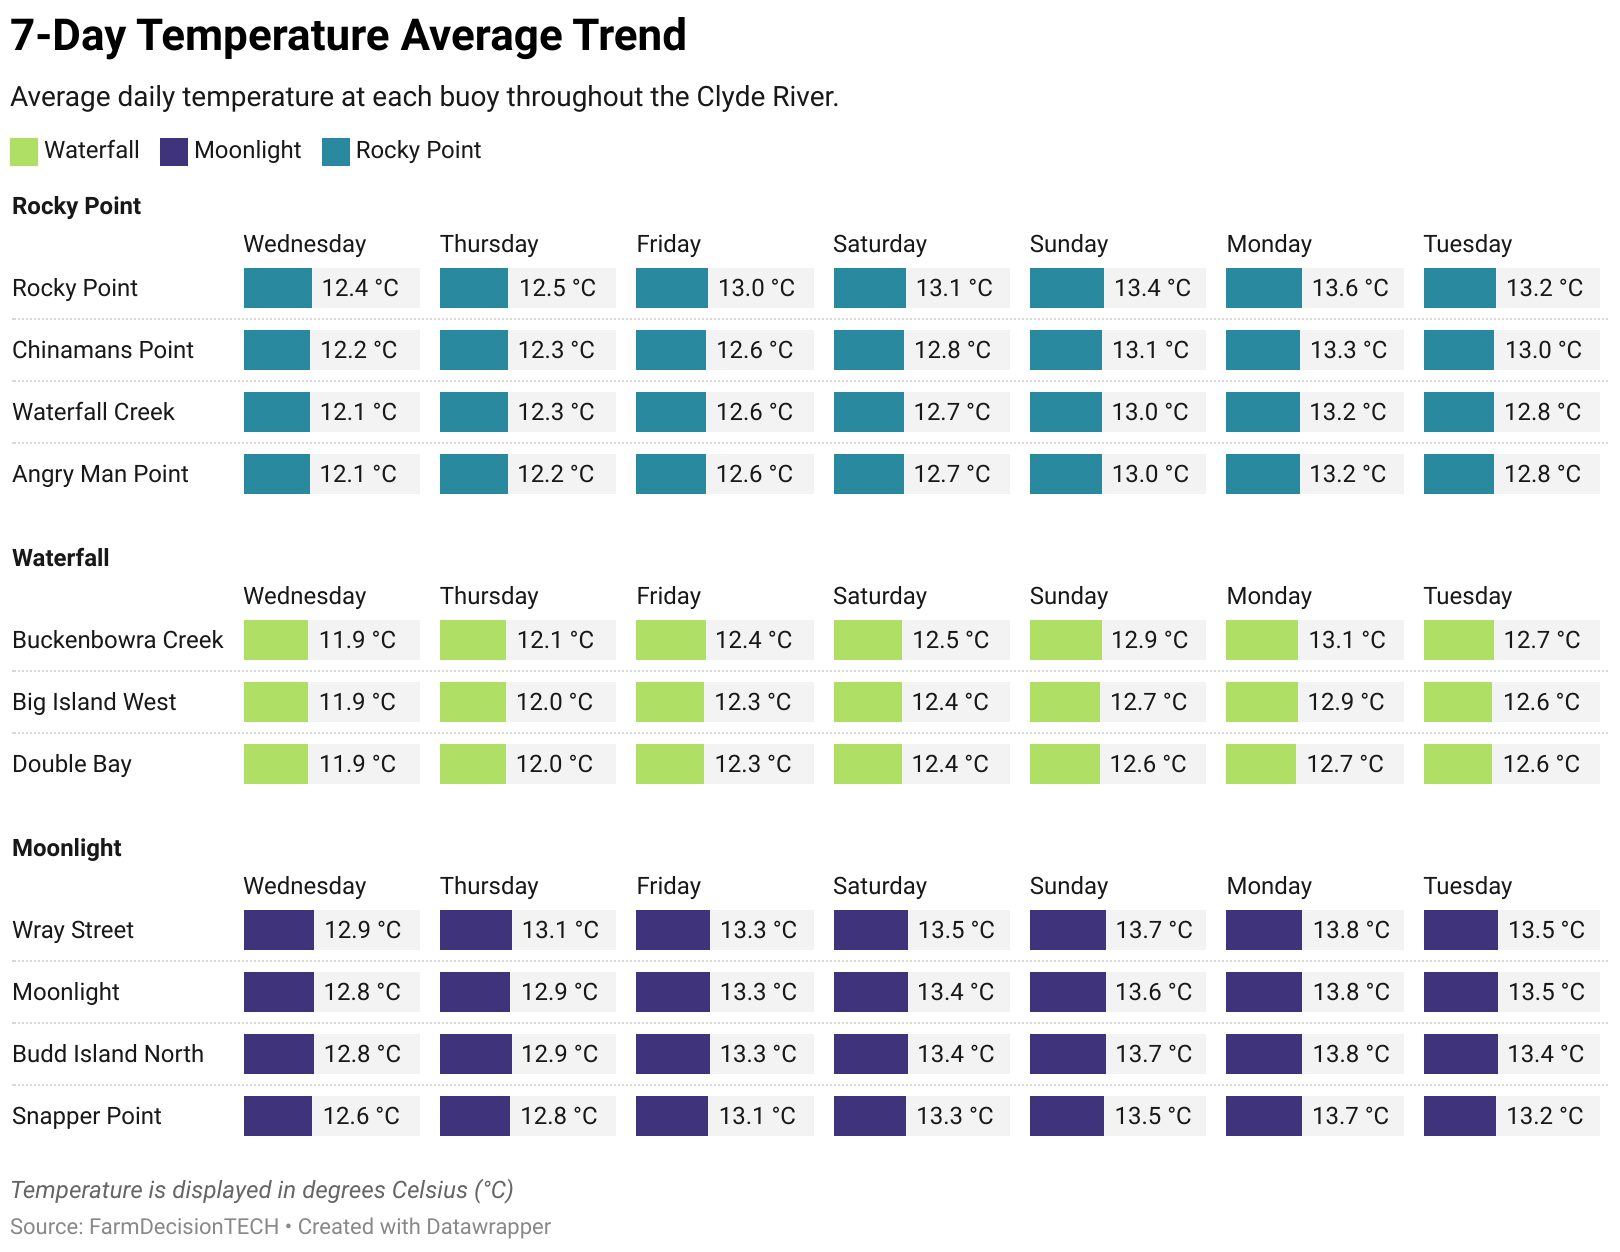 7-Day Temperature Average Trend
Average daily temperature at each buoy throughout the Clyde River.
Waterfall Moonlight Rocky Point
Rocky Point
Wednesday Thursday Friday Saturday Sunday Monday Tuesday
Rocky Point 12.4 °C 12.5 °C 13.0 °C 13.1 °C 13.4 °C 13.6 °C 13.2 °C
Chinamans Point 12.2 °C 12.3 °C 12.6 °C 12.8 °C 13.1 °C 13.3 °C 13.0 °C
Waterfall Creek 12.1 °C 12.3 °C 12.6 °C 12.7 °C 13.0 °C 13.2 °C 12.8 °C
Angry Man Point 12.1 °C 12.2 °C 12.6 °C 12.7 °C 13.0 °C 13.2 °C 12.8 °C
Waterfall
Wednesday Thursday Friday Saturday Sunday Monday Tuesday
Buckenbowra Creek 11.9 °C 12.1 °C 12.4 °C 12.5 °C 12.9 °C 13.1 °C 12.7 °C
Big Island West 11.9 °C 12.0 °C 12.3 °C 12.4 °C 12.7 °C 12.9 °C 12.6 °C
Double Bay 11.9 °C 12.0 °C 12.3 °C 12.4 °C 12.6 °C 12.7 °C 12.6 °C
Moonlight
Wednesday Thursday Friday Saturday Sunday Monday Tuesday
Wray Street 12.9 °C 13.1 °C 13.3 °C 13.5 °C 13.7 °C 13.8 °C 13.5 °C
Moonlight 12.8 °C 12.9 °C 13.3 °C 13.4 °C 13.6 °C 13.8 °C 13.5 °C
Budd Island North 12.8 °C 12.9 °C 13.3 °C 13.4 °C 13.7 °C 13.8 °C 13.4 °C
Snapper Point 12.6 °C 12.8 °C 13.1 °C 13.3 °C 13.5 °C 13.7 °C 13.2 °C
Temperature is displayed in degrees Celsius (°C)
Source: FarmDecisionTECH • Created with Datawrapper